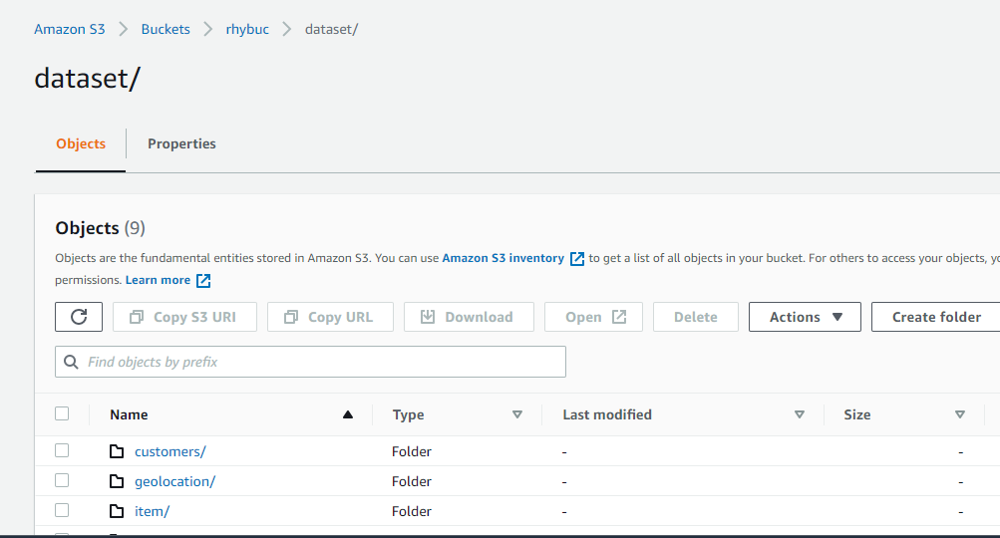 Amazon S3 > Buckets > rhybuc > dataset/
dataset/
Objects Properties
Objects (9)
Objects are the fundamental entities stored in Amazon S3. You can use Amazon S3 inventory to get a list of all objects in your bucket. For others to access your objects,
permissions. Learn more
Copy S3 URI Copy URL Download Open Delete Actions Create folder
Find objects by prefix
Name Type Last modified Size
customers/ Folder - -
geolocation/ Folder - -
item/ Folder - -